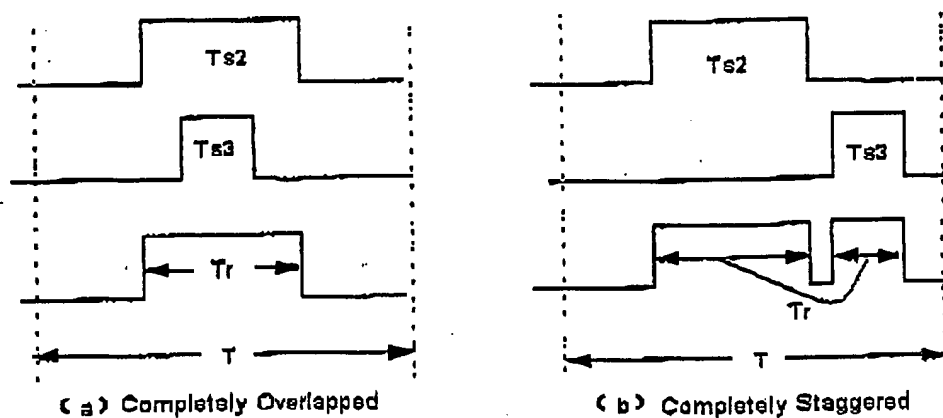 Ts2
Ts3
Tr
T
(a) Completely Overlapped
Ts2
Ts3
Tr
T
(b) Completely Staggered